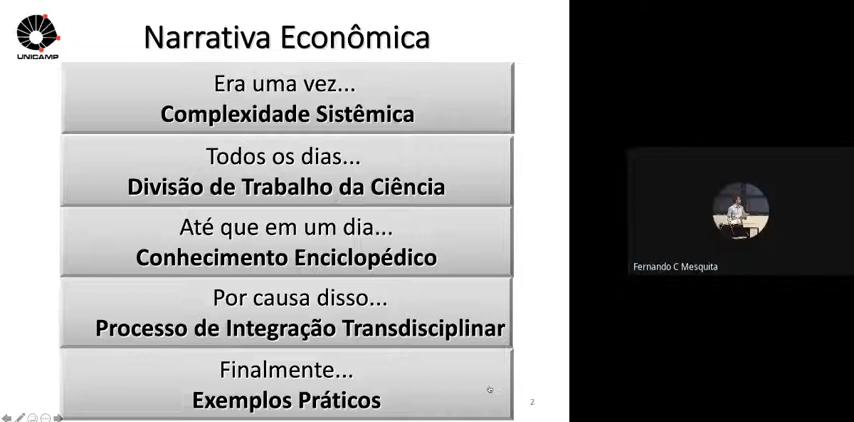 UNICAMP
Narrativa Econômica
Era uma vez...
Complexidade Sistêmica
Todos os dias...
Divisão de Trabalho da Ciência
Até que em um dia...
Conhecimento Enciclopédico
Por causa disso...
Processo de Integração Transdisciplinar
Finalmente...
Exemplos Práticos
2
Fernando C Mesquita